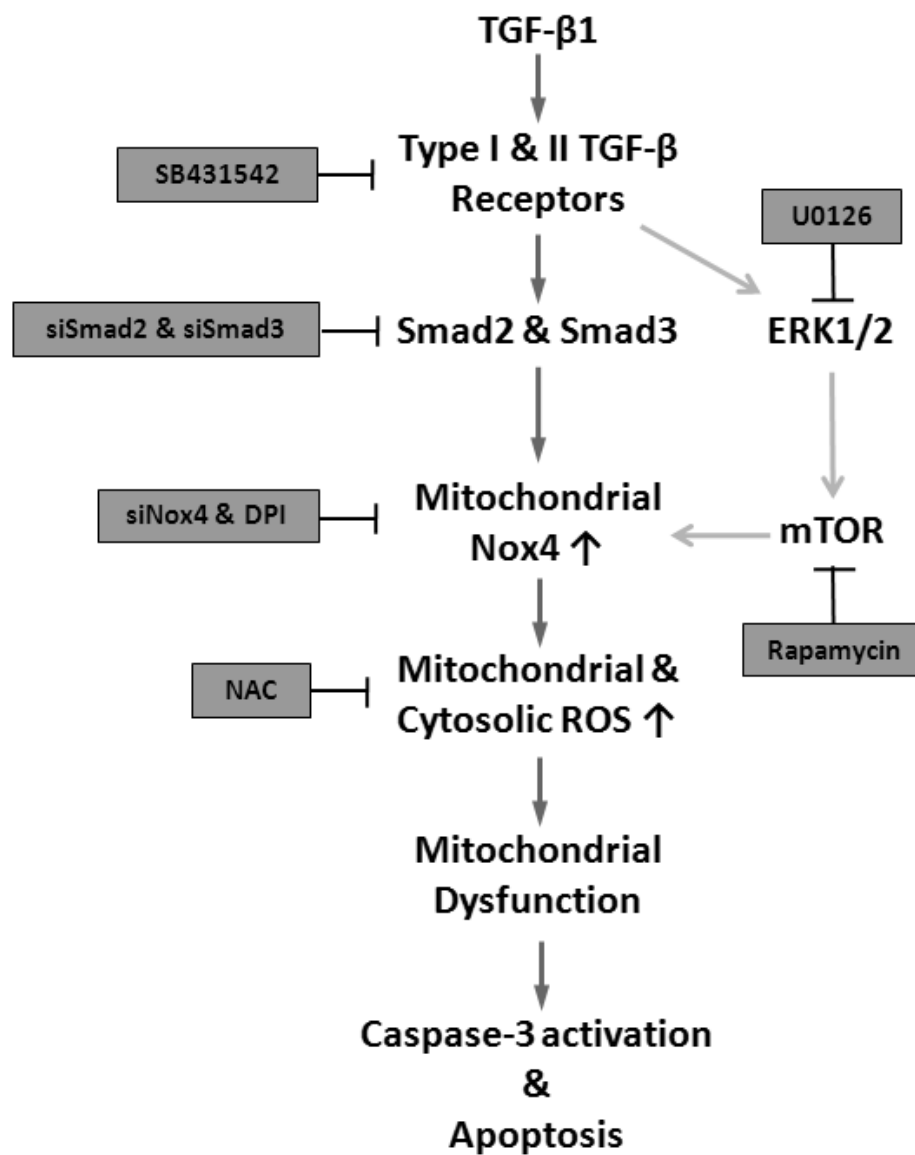 TGF-β1
Type I & II TGF-β
Receptors
SB431542
U0126
siSmad2 & siSmad3
Smad2 & Smad3
ERK1/2
siNox4 & DPI
Mitochondrial
Nox4 ↑
mTOR
Rapamycin
NAC
Mitochondrial &
Cytosolic ROS ↑
Mitochondrial
Dysfunction
Caspase-3 activation
&
Apoptosis